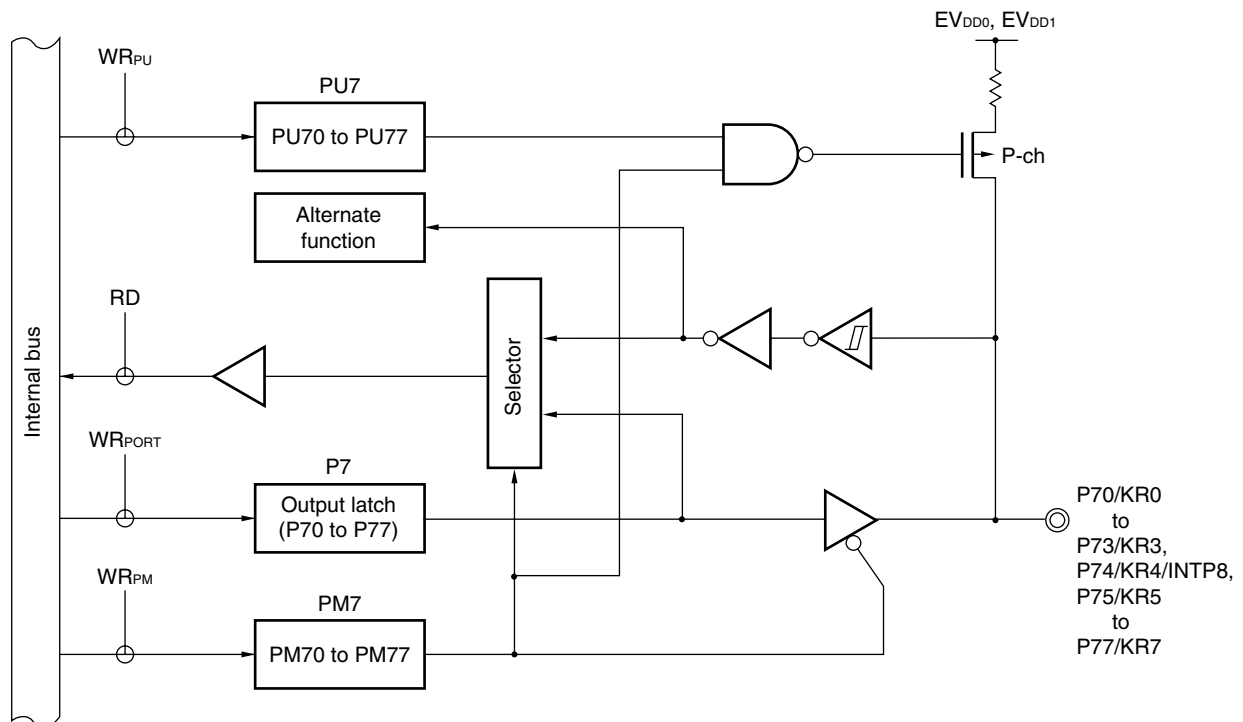 EVDD0, EVDD1
WRPU
PU7
PU70 to PU77
P-ch
Alternate
function
RD
Selector
Internal bus
WRPORT
P7
Output latch
(P70 to P77)
WRPM
PM7
PM70 to PM77
P70/KR0
to
P73/KR3,
P74/KR4/INTP8,
P75/KR5
to
P77/KR7